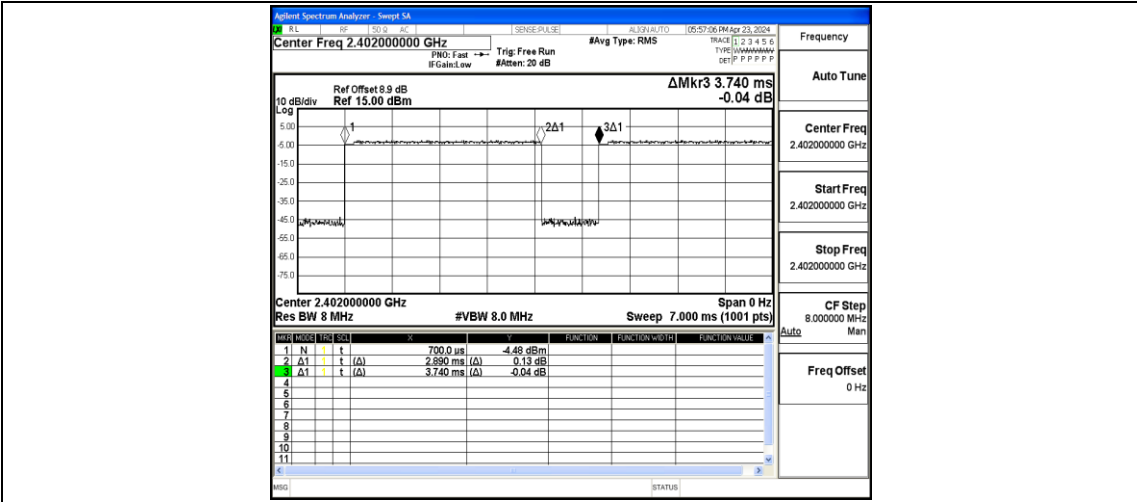 Agilent Spectrum Analyzer - Swept SA
RL RF 50 Ω AC SENSE:PULSE ALIGN AUTO 05:57:06 PM Apr 23, 2024
Center Freq 2.402000000 GHz
#Avg Type: RMS
TRACE 1 2 3 4 5 6
PNO: Fast
Trig: Free Run
TYPE
IFGain:Low
#Atten: 20 dB
DET P P P P P P
ΔMkr3 3.740 ms
-0.04 dB
Ref Offset 8.9 dB
10 dB/div Ref 15.00 dBm
Log
1
2Δ1
3Δ1
5.00
-5.00
-15.0
-25.0
-35.0
-45.0
-55.0
-65.0
-75.0
Center 2.402000000 GHz Span 0 Hz
Res BW 8 MHz #VBW 8.0 MHz Sweep 7.000 ms (1001 pts)
MKR MODE TRC SCL X Y FUNCTION FUNCTION WIDTH FUNCTION VALUE
1 N 1 t 700.0 us -4.48 dBm
2 Δ1 1 t (Δ) 2.890 ms (Δ) 0.13 dB
3 Δ1 1 t (Δ) 3.740 ms (Δ) -0.04 dB
4
5
6
7
8
9
10
11
MSG STATUS
Frequency
Auto Tune
Center Freq
2.402000000 GHz
Start Freq
2.402000000 GHz
Stop Freq
2.402000000 GHz
CF Step
8.000000 MHz
Auto Man
Freq Offset
0 Hz